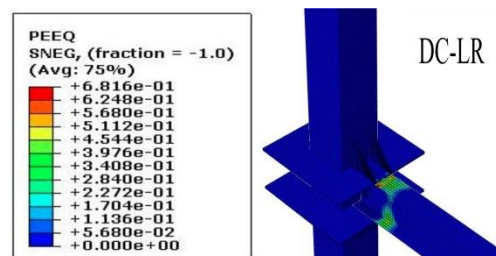 PEEQ
SNEG, (fraction = -1.0)
(Avg: 75%)
+6.816e-01
+6.248e-01
+5.680e-01
+5.112e-01
+4.544e-01
+3.976e-01
+3.408e-01
+2.840e-01
+2.272e-01
+1.704e-01
+1.136e-01
+5.680e-02
+0.000e+00
DC-LR